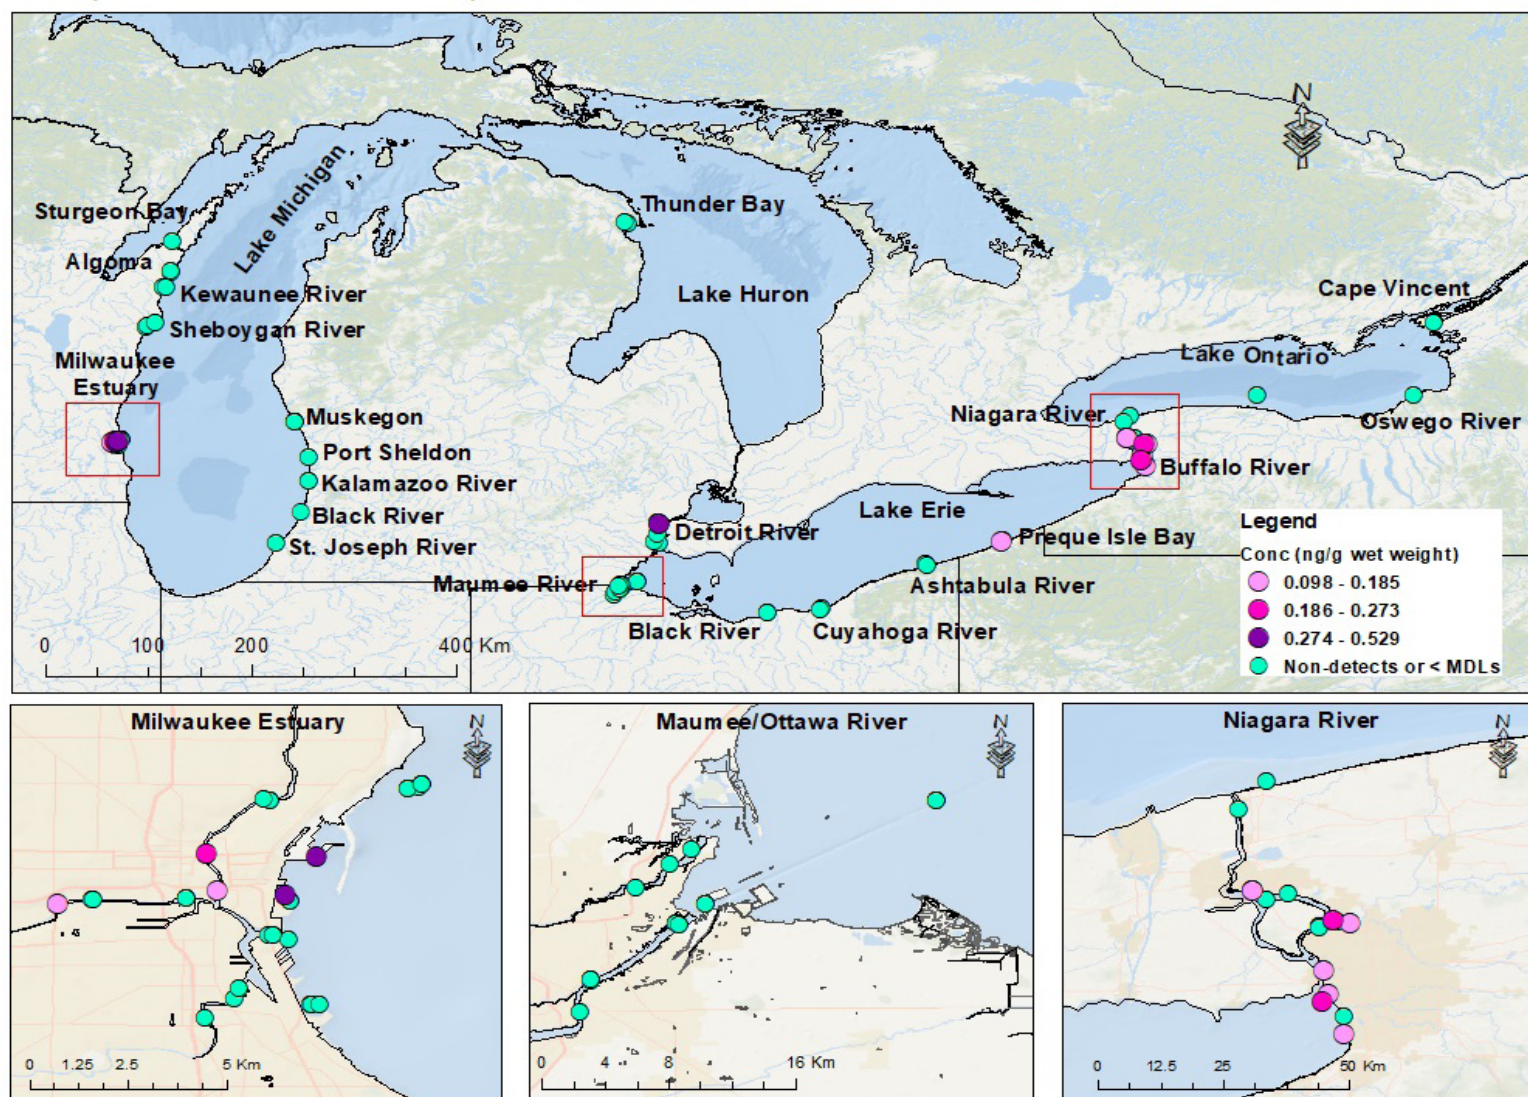 N
Sturgeon Bay
Lake Michigan
Thunder Bay
Algoma
Kewaunee River
Lake Huron
Cape Vincent
Sheboygan River
Milwaukee
Estuary
Lake Ontario
Muskegon
Niagara River
Oswego River
Port Sheldon
Buffalo River
Kalamazoo River
Black River
Lake Erie
Detroit River
Preque Isle Bay
St. Joseph River
Maumee River
Ashtabula River
Black River
Cuyahoga River
0 100 200 400 Km
Legend
Conc (ng/g wet weight)
0.098 - 0.185
0.186 - 0.273
0.274 - 0.529
Non-detects or < MDLs
Milwaukee Estuary
N
0 1.25 2.5 5 Km
Maumee/Ottawa River
N
0 4 8 16 Km
Niagara River
N
0 12.5 25 50 Km